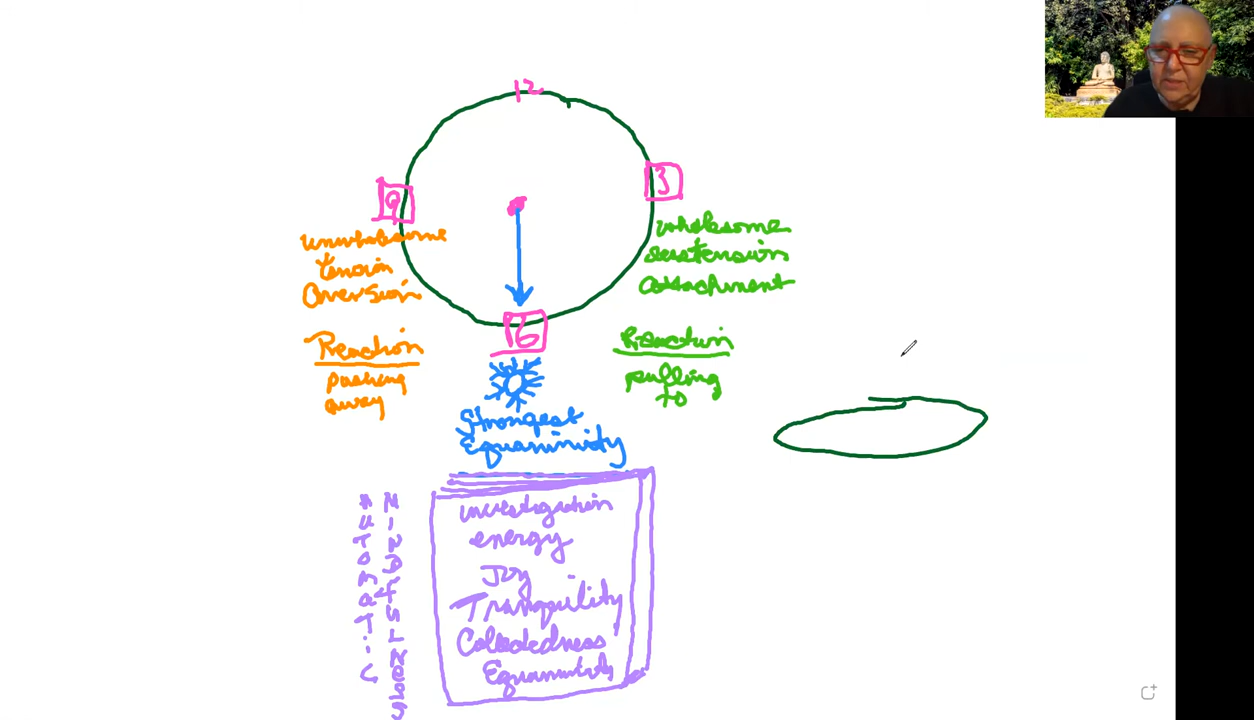 12
9
3
unwholesome
Tension
Aversion
wholesome
attachment
Reaction
pushing
away
6
Reaction
pulling
to
Strongest
Equanimity
investigation
energy
Joy
Tranquility
Collectedness
Equanimity
AUTOMATIC
MINDFULNESS